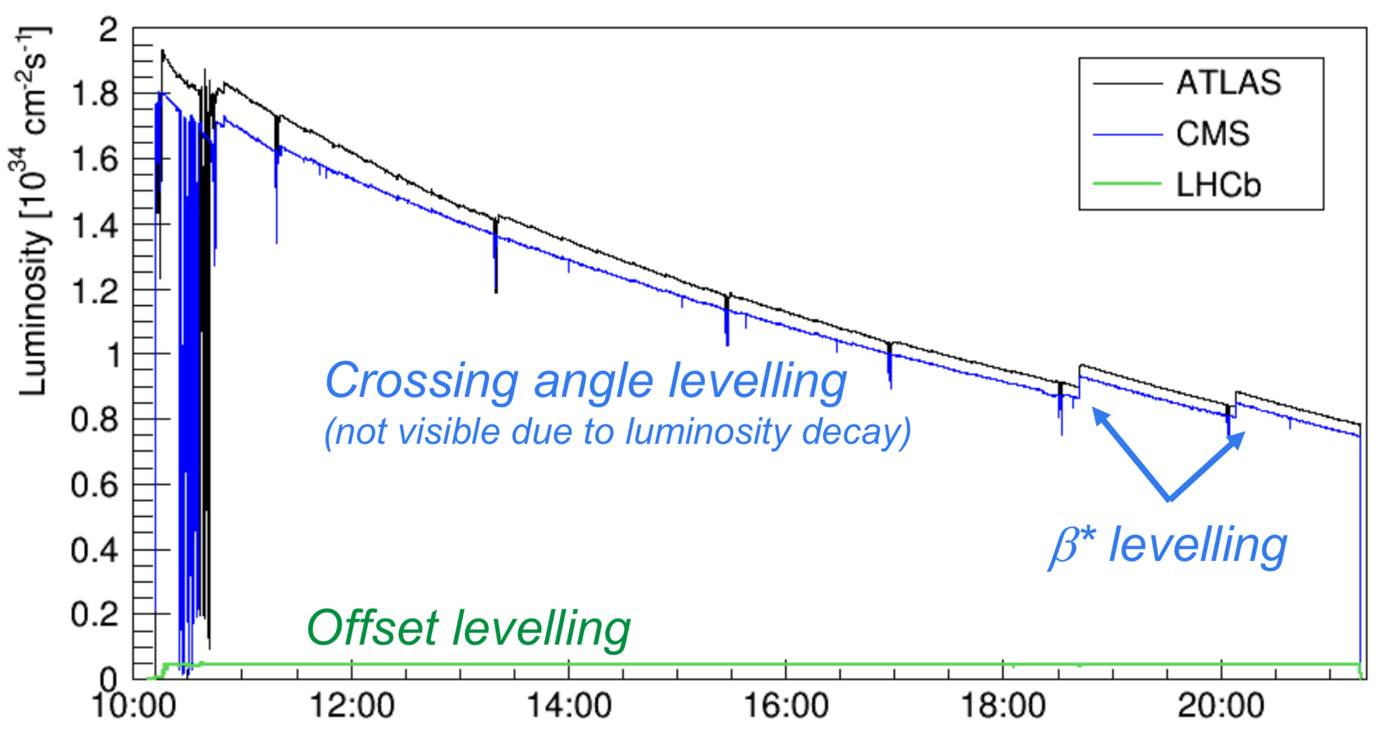 Luminosity [10³⁴ cm⁻²s⁻¹]
2
1.8
1.6
1.4
1.2
1
0.8
0.6
0.4
0.2
0
ATLAS
CMS
LHCb
Crossing angle levelling
(not visible due to luminosity decay)
β* levelling
Offset levelling
10:00 12:00 14:00 16:00 18:00 20:00